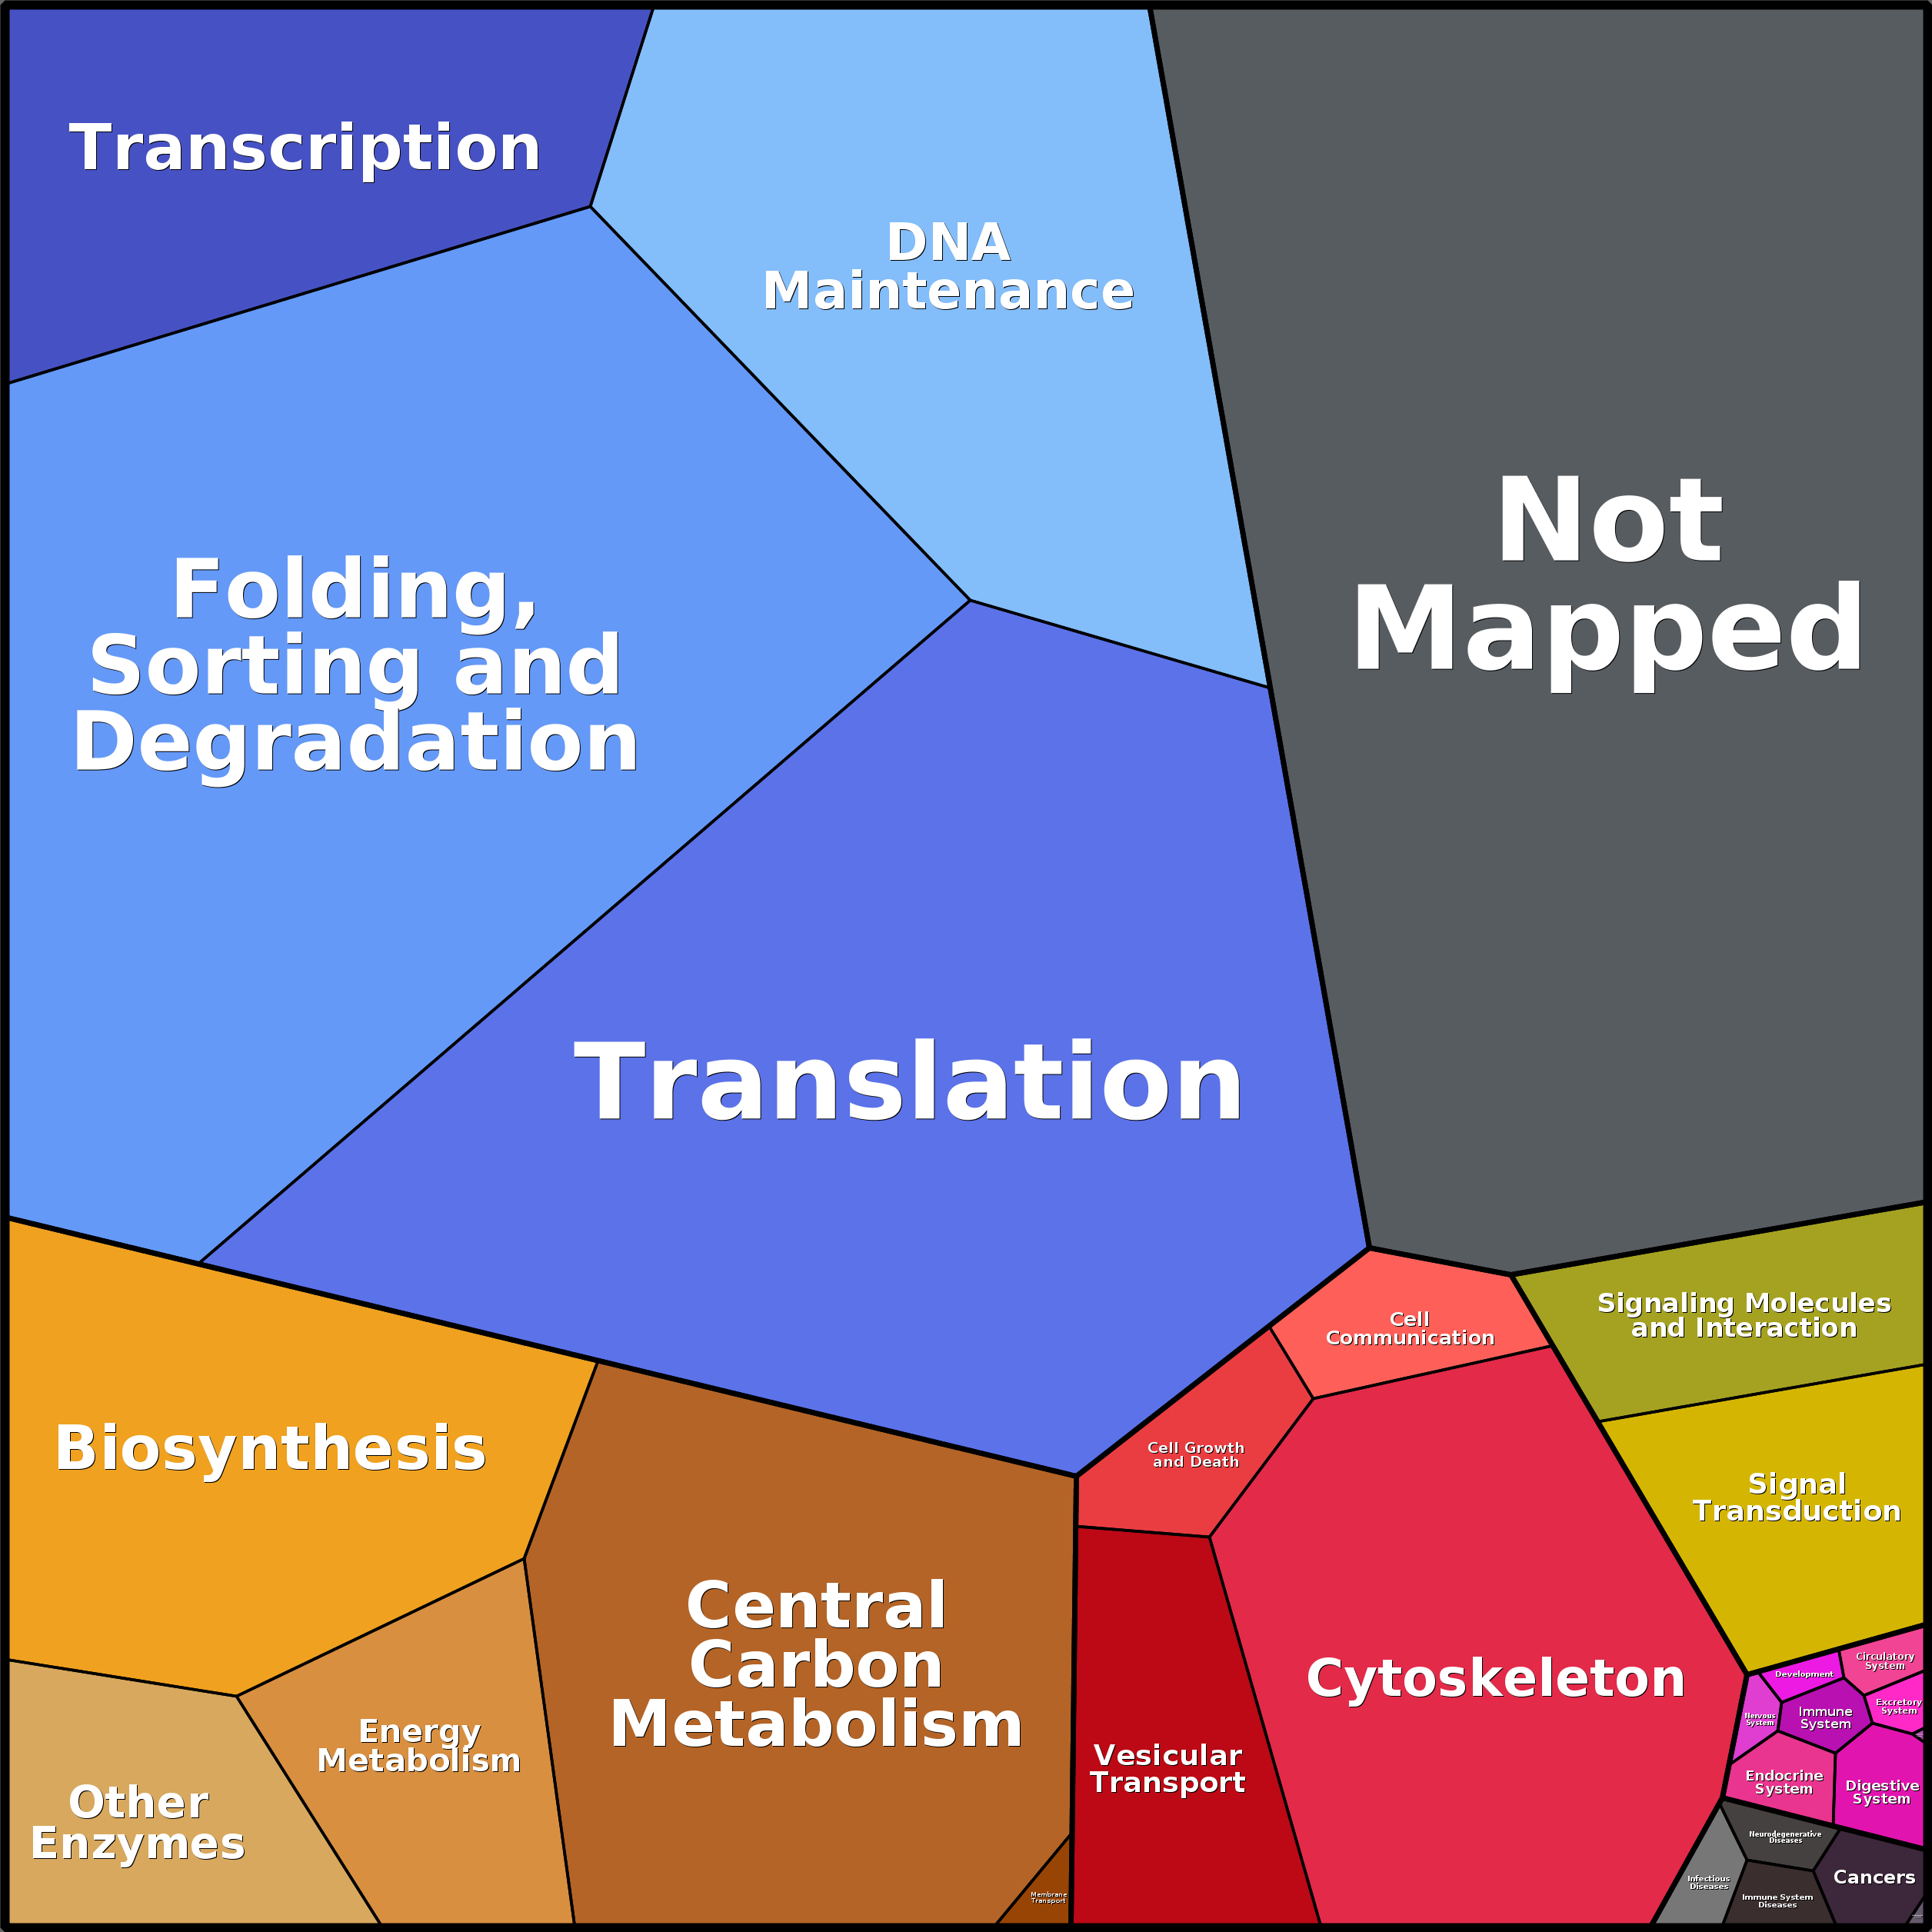 Transcription
DNA
Maintenance
Not
Mapped
Folding,
Sorting and
Degradation
Translation
Signaling Molecules
and Interaction
Cell
Communication
Biosynthesis
Cell Growth
and Death
Signal
Transduction
Central
Carbon
Metabolism
Cytoskeleton
Energy
Metabolism
Vesicular
Transport
Other
Enzymes
Membrane
Transport
Circulatory
System
Development
Excretory
System
Nervous
System
Immune
System
Endocrine
System
Digestive
System
Neurodegenerative
Diseases
Cancers
Infectious
Diseases
Immune System
Diseases